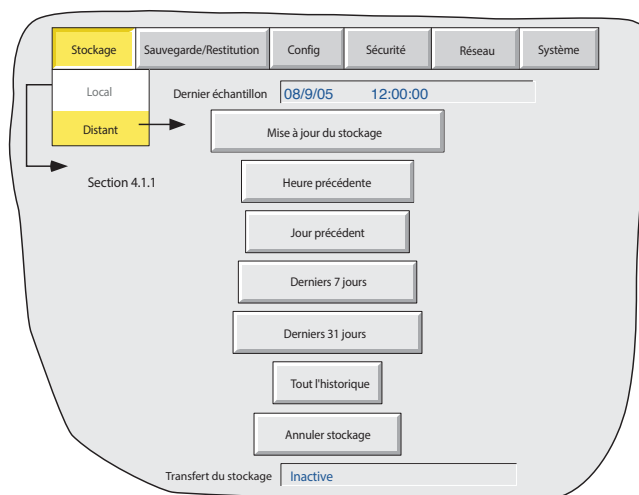 Stockage Sauvegarde/Restitution Config Sécurité Réseau Système
Local
Dernier échantillon 08/9/05 12:00:00
Distant
Mise à jour du stockage
Section 4.1.1
Heure précédente
Jour précédent
Derniers 7 jours
Derniers 31 jours
Tout l'historique
Annuler stockage
Transfert du stockage Inactive